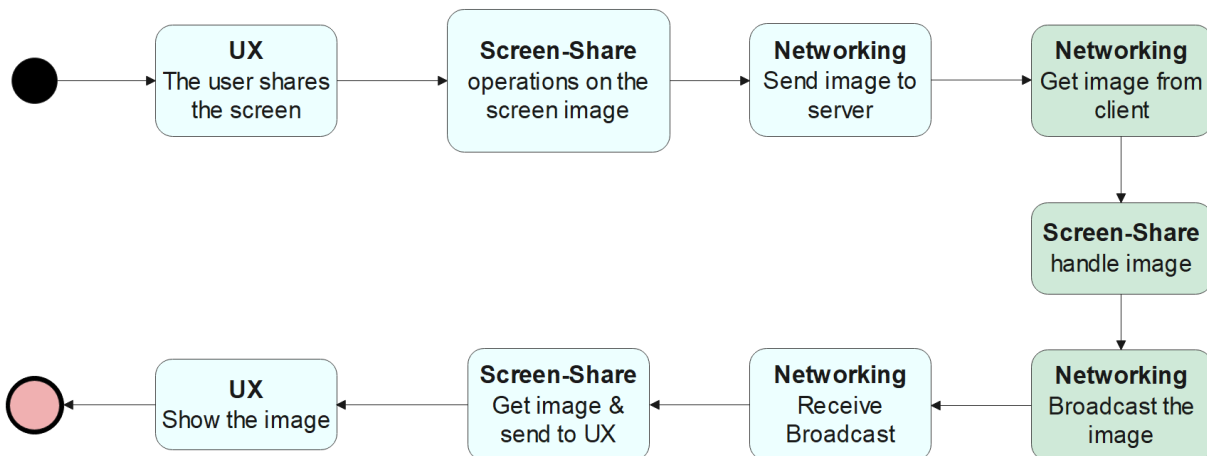 UX
The user shares
the screen
Screen-Share
operations on the
screen image
Networking
Send image to
server
Networking
Get image from
client
Screen-Share
handle image
Networking
Broadcast the
image
Networking
Receive
Broadcast
Screen-Share
Get image &
send to UX
UX
Show the image